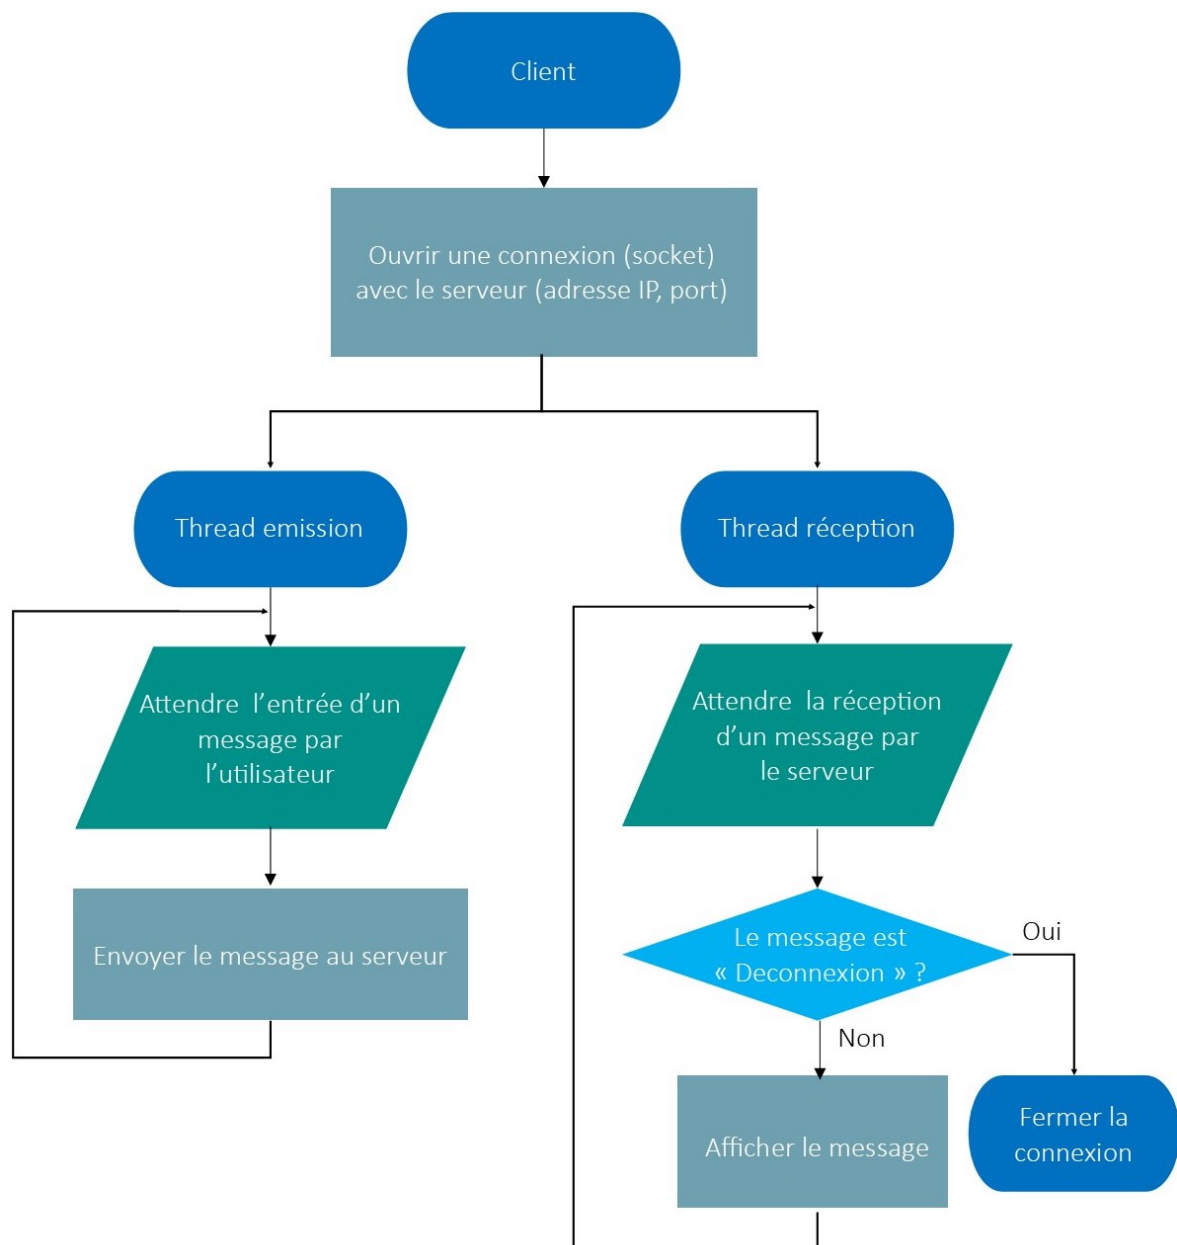 Client
Ouvrir une connexion (socket)
avec le serveur (adresse IP, port)
Thread emission
Thread réception
Attendre l’entrée d’un
message par
l’utilisateur
Attendre la réception
d’un message par
le serveur
Envoyer le message au serveur
Le message est
« Deconnexion » ?
Oui
Non
Afficher le message
Fermer la
connexion